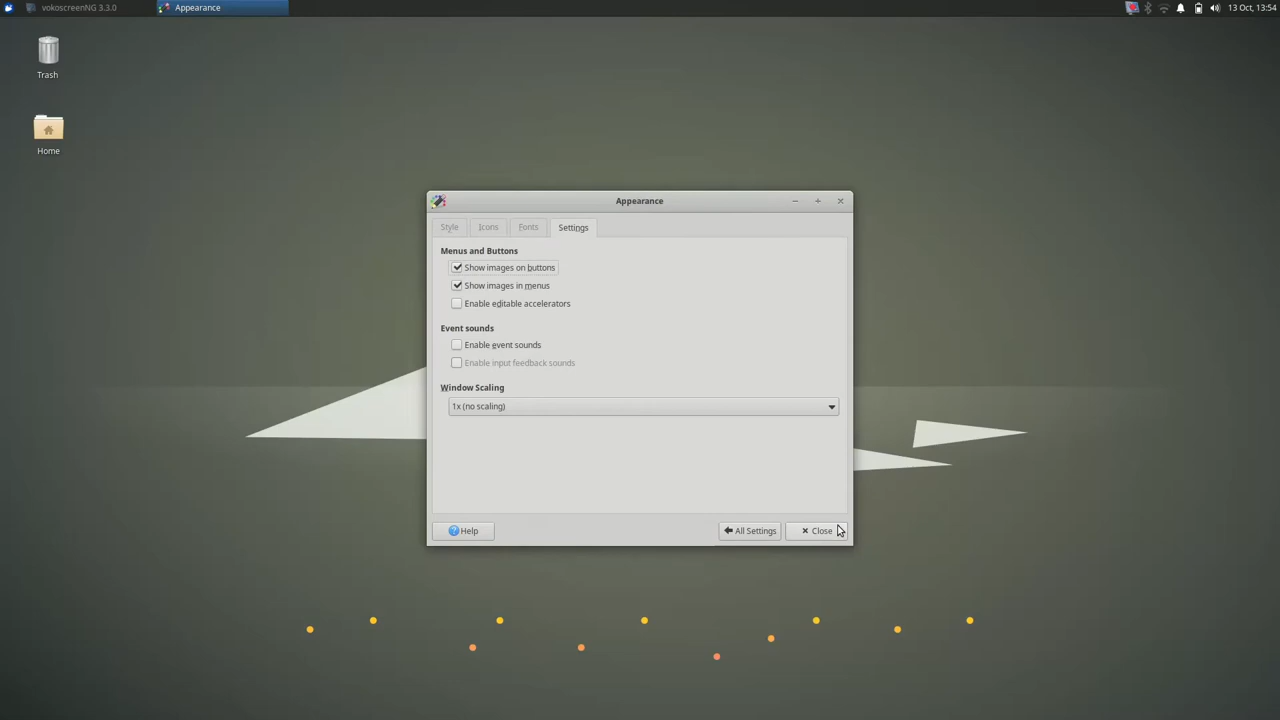 vokoscreenNG 3.3.0
Appearance
13 Oct, 13:54
Trash
Home
Appearance
Style
Icons
Fonts
Settings
Menus and Buttons
Show images on buttons
Show images in menus
Enable editable accelerators
Event sounds
Enable event sounds
Enable input feedback sounds
Window Scaling
1x (no scaling)
Help
All Settings
Close